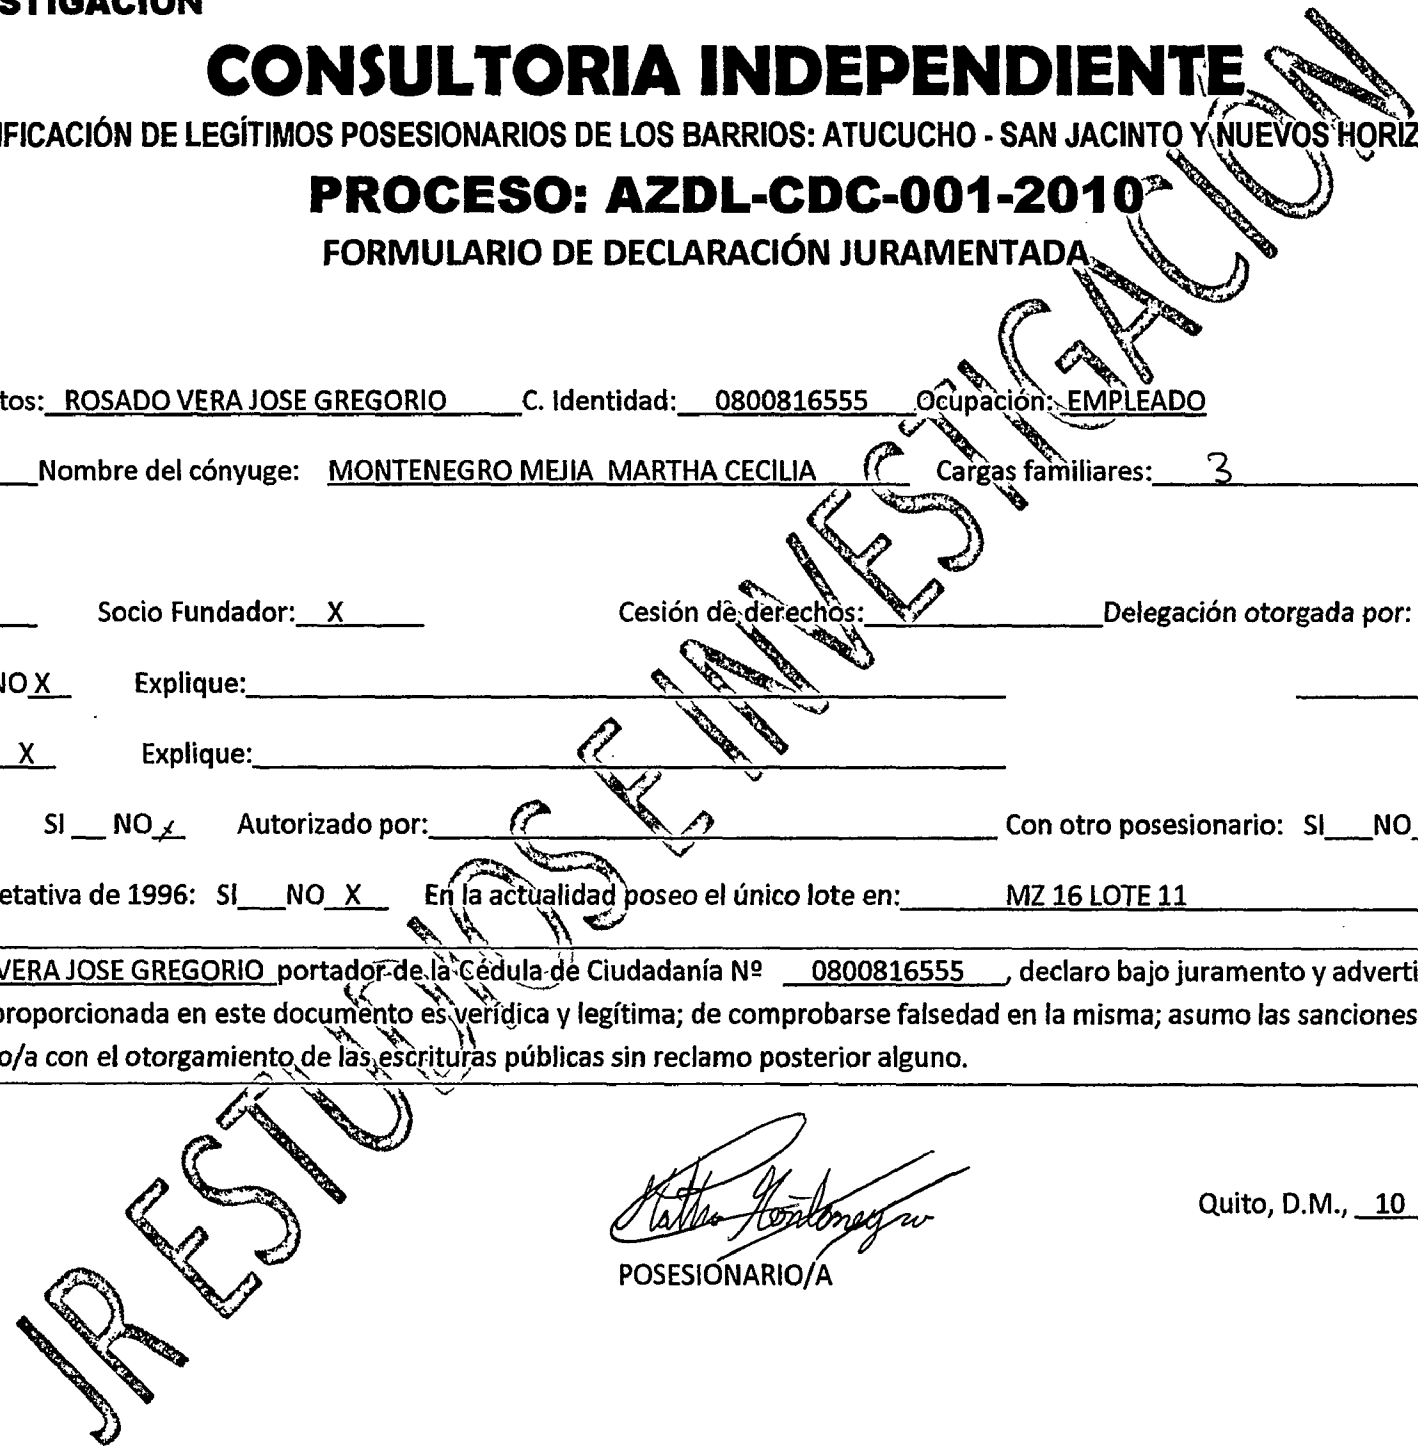 STIGACIÓN
CONSULTORIA INDEPENDIENTE
IFICACIÓN DE LEGÍTIMOS POSESIONARIOS DE LOS BARRIOS: ATUCUCHO - SAN JACINTO Y NUEVOS HORIZ
PROCESO: AZDL-CDC-001-2010
FORMULARIO DE DECLARACIÓN JURAMENTADA
tos: ROSADO VERA JOSE GREGORIO C. Identidad: 0800816555 Ocupación: EMPLEADO
Nombre del cónyuge: MONTENEGRO MEJIA MARTHA CECILIA Cargas familiares: 3
Socio Fundador: X Cesión de derechos: Delegación otorgada por:
NO X Explique:
X Explique:
SI __ NO X Autorizado por: Con otro posesionario: SI___NO_
etativa de 1996: SI___NO X En la actualidad poseo el único lote en: MZ 16 LOTE 11
VERA JOSE GREGORIO portador de la Cédula de Ciudadanía Nº 0800816555 , declaro bajo juramento y adverti
proporcionada en este documento es verídica y legítima; de comprobarse falsedad en la misma; asumo las sanciones
o/a con el otorgamiento de las escrituras públicas sin reclamo posterior alguno.
Martha Montenegro
Quito, D.M., 10
POSESIONARIO/A
JR ESTUDIOS E INVESTIGACION